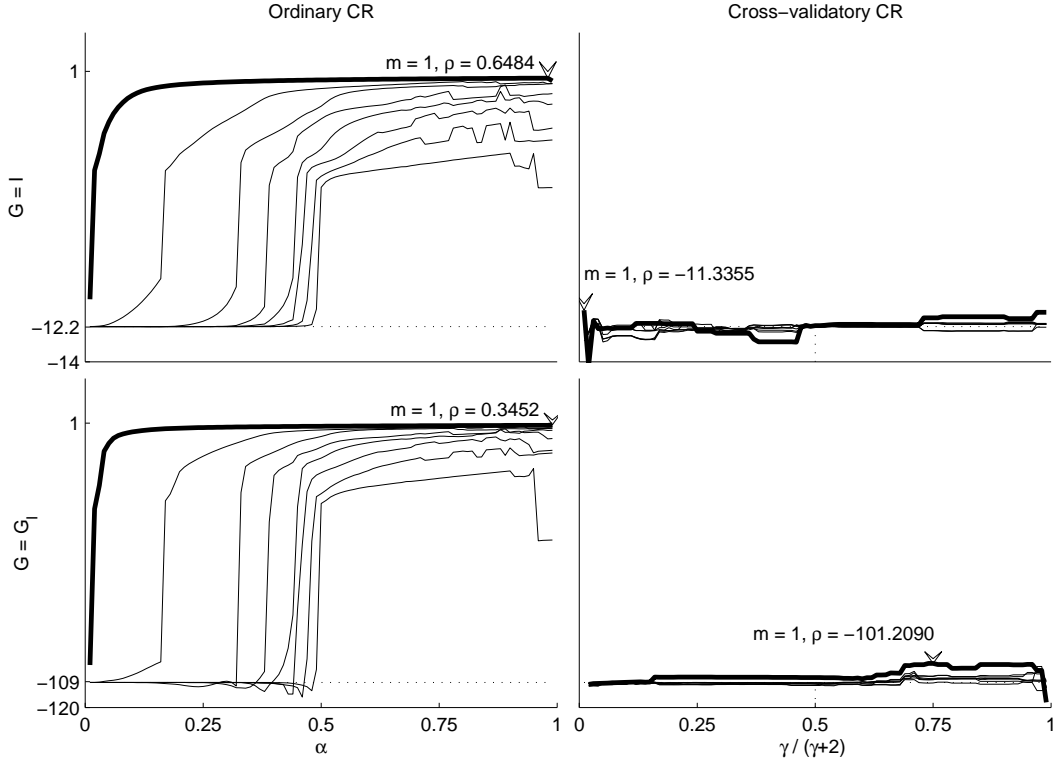 Ordinary CR
Cross−validatory CR
m = 1, ρ = 0.6484
1
G = I
m = 1, ρ = −11.3355
−12.2
−14
m = 1, ρ = 0.3452
1
G = G_I
m = 1, ρ = −101.2090
−109
−120
0 0.25 0.5 0.75 1
0 0.25 0.5 0.75 1
α
γ / (γ+2)